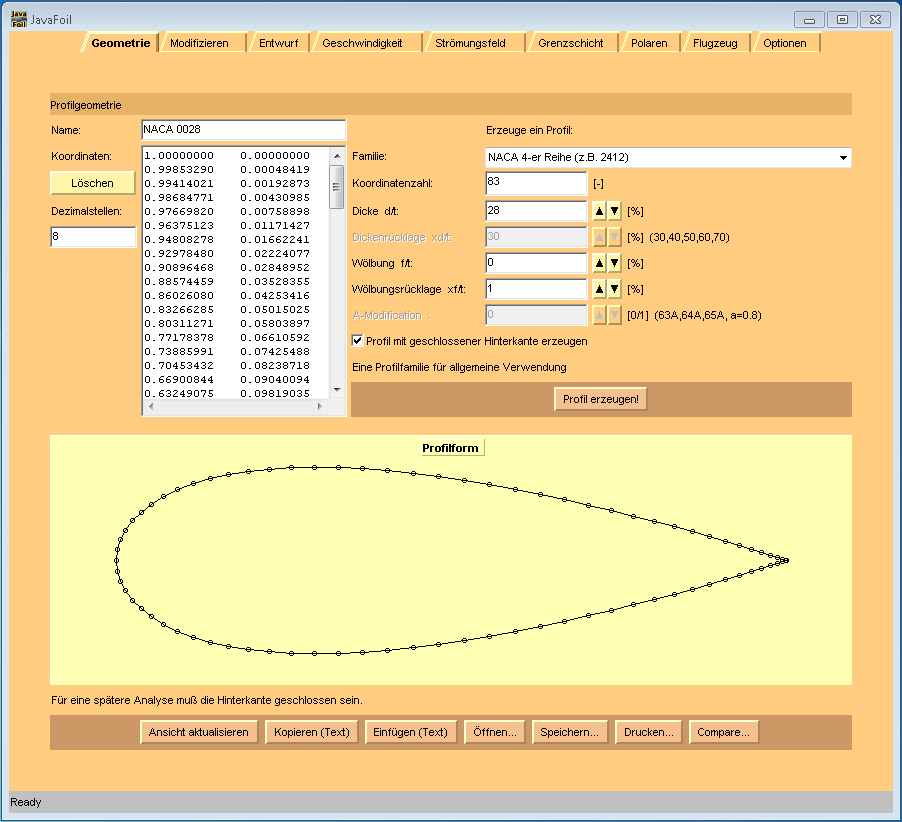 Java
Foil
JavaFoil
Geometrie Modifizieren Entwurf Geschwindigkeit Strömungsfeld Grenzschicht Polaren Flugzeug Optionen
Profilgeometrie
Name: NACA 0028 Erzeuge ein Profil:
Koordinaten: Familie: NACA 4-er Reihe (z.B. 2412)
Löschen Koordinatenzahl: 83 [-]
Dezimalstellen: Dicke d/t: 28 [%]
8 Dickenrücklage xd/t: 30 [%] (30,40,50,60,70)
Wölbung f/t: 0 [%]
Wölbungsrücklage xf/t: 1 [%]
A-Modification : 0 [0/1] (63A,64A,65A, a=0.8)
Profil mit geschlossener Hinterkante erzeugen
Eine Profilfamilie für allgemeine Verwendung
Profil erzeugen!
1.00000000 0.00000000
0.99853290 0.00048419
0.99414021 0.00192873
0.98684771 0.00430985
0.97669820 0.00758898
0.96375123 0.01171427
0.94808278 0.01662241
0.92978480 0.02224077
0.90896468 0.02848952
0.88574459 0.03528355
0.86026080 0.04253416
0.83266285 0.05015025
0.80311271 0.05803897
0.77178378 0.06610592
0.73885991 0.07425488
0.70453432 0.08238718
0.66900844 0.09040094
0.63249075 0.09819035
Profilform
Für eine spätere Analyse muß die Hinterkante geschlossen sein.
Ansicht aktualisieren Kopieren (Text) Einfügen (Text) Öffnen... Speichern... Drucken... Compare...
Ready